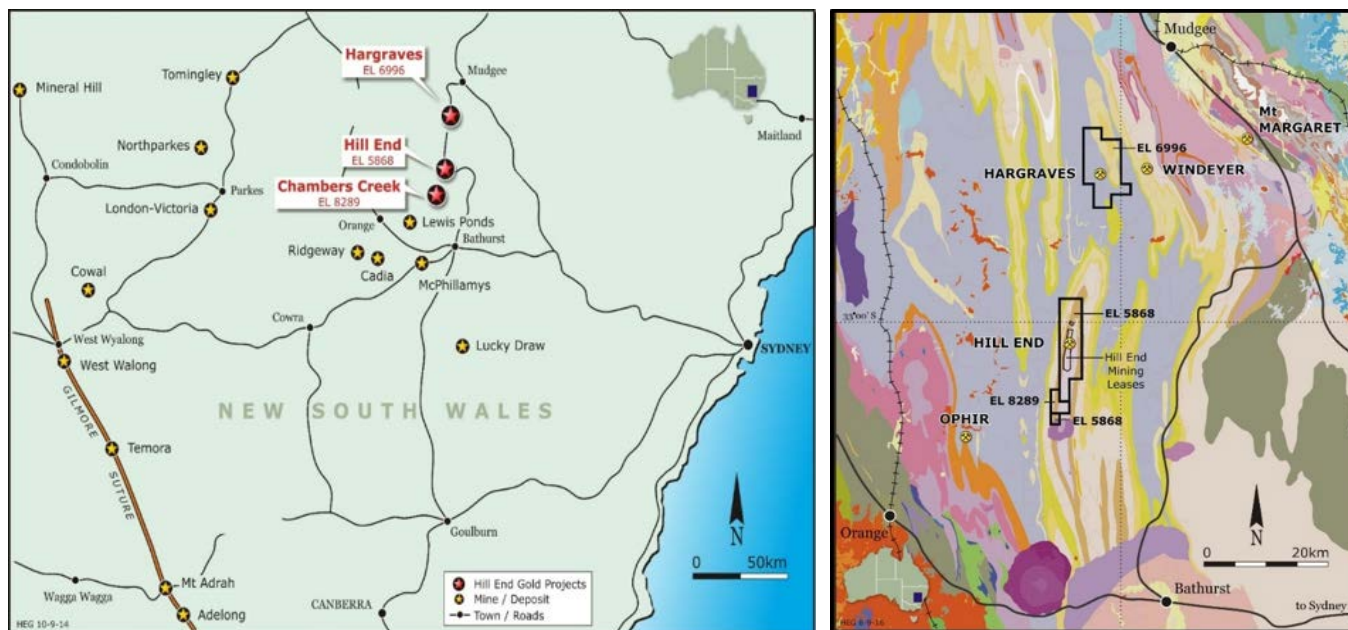 Hargraves
EL 6996
Mudgee
Tomingley
Mineral Hill
Maitland
Hill End
EL 5868
Northparkes
Condobolin
Chambers Creek
EL 8289
Parkes
London-Victoria
Orange
Lewis Ponds
Bathurst
Ridgeway
Cadia
McPhillamys
Cowal
Cowra
West Wyalong
West Walong
Lucky Draw
SYDNEY
NEW SOUTH WALES
GILMORE
SUTURE
Temora
N
Goulburn
0 50km
Mt Adrah
Wagga Wagga
Adelong
CANBERRA
Hill End Gold Projects
Mine / Deposit
Town / Roads
HEG 10-9-14
Mudgee
Mt
MARGARET
EL 6996
HARGRAVES
WINDEYER
33°00' S
EL 5868
HILL END
Hill End
Mining
Leases
EL 8289
EL 5868
OPHIR
N
Orange
0 20km
Bathurst
to Sydney